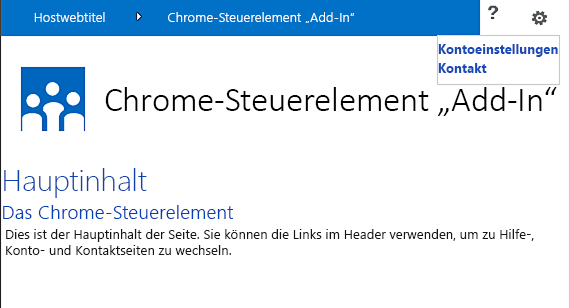 Hostwebtitel
Chrome-Steuerelement „Add-In“
?
Kontoeinstellungen
Kontakt
Chrome-Steuerelement „Add-In“
Hauptinhalt
Das Chrome-Steuerelement
Dies ist der Hauptinhalt der Seite. Sie können die Links im Header verwenden, um zu Hilfe-,
Konto- und Kontaktseiten zu wechseln.